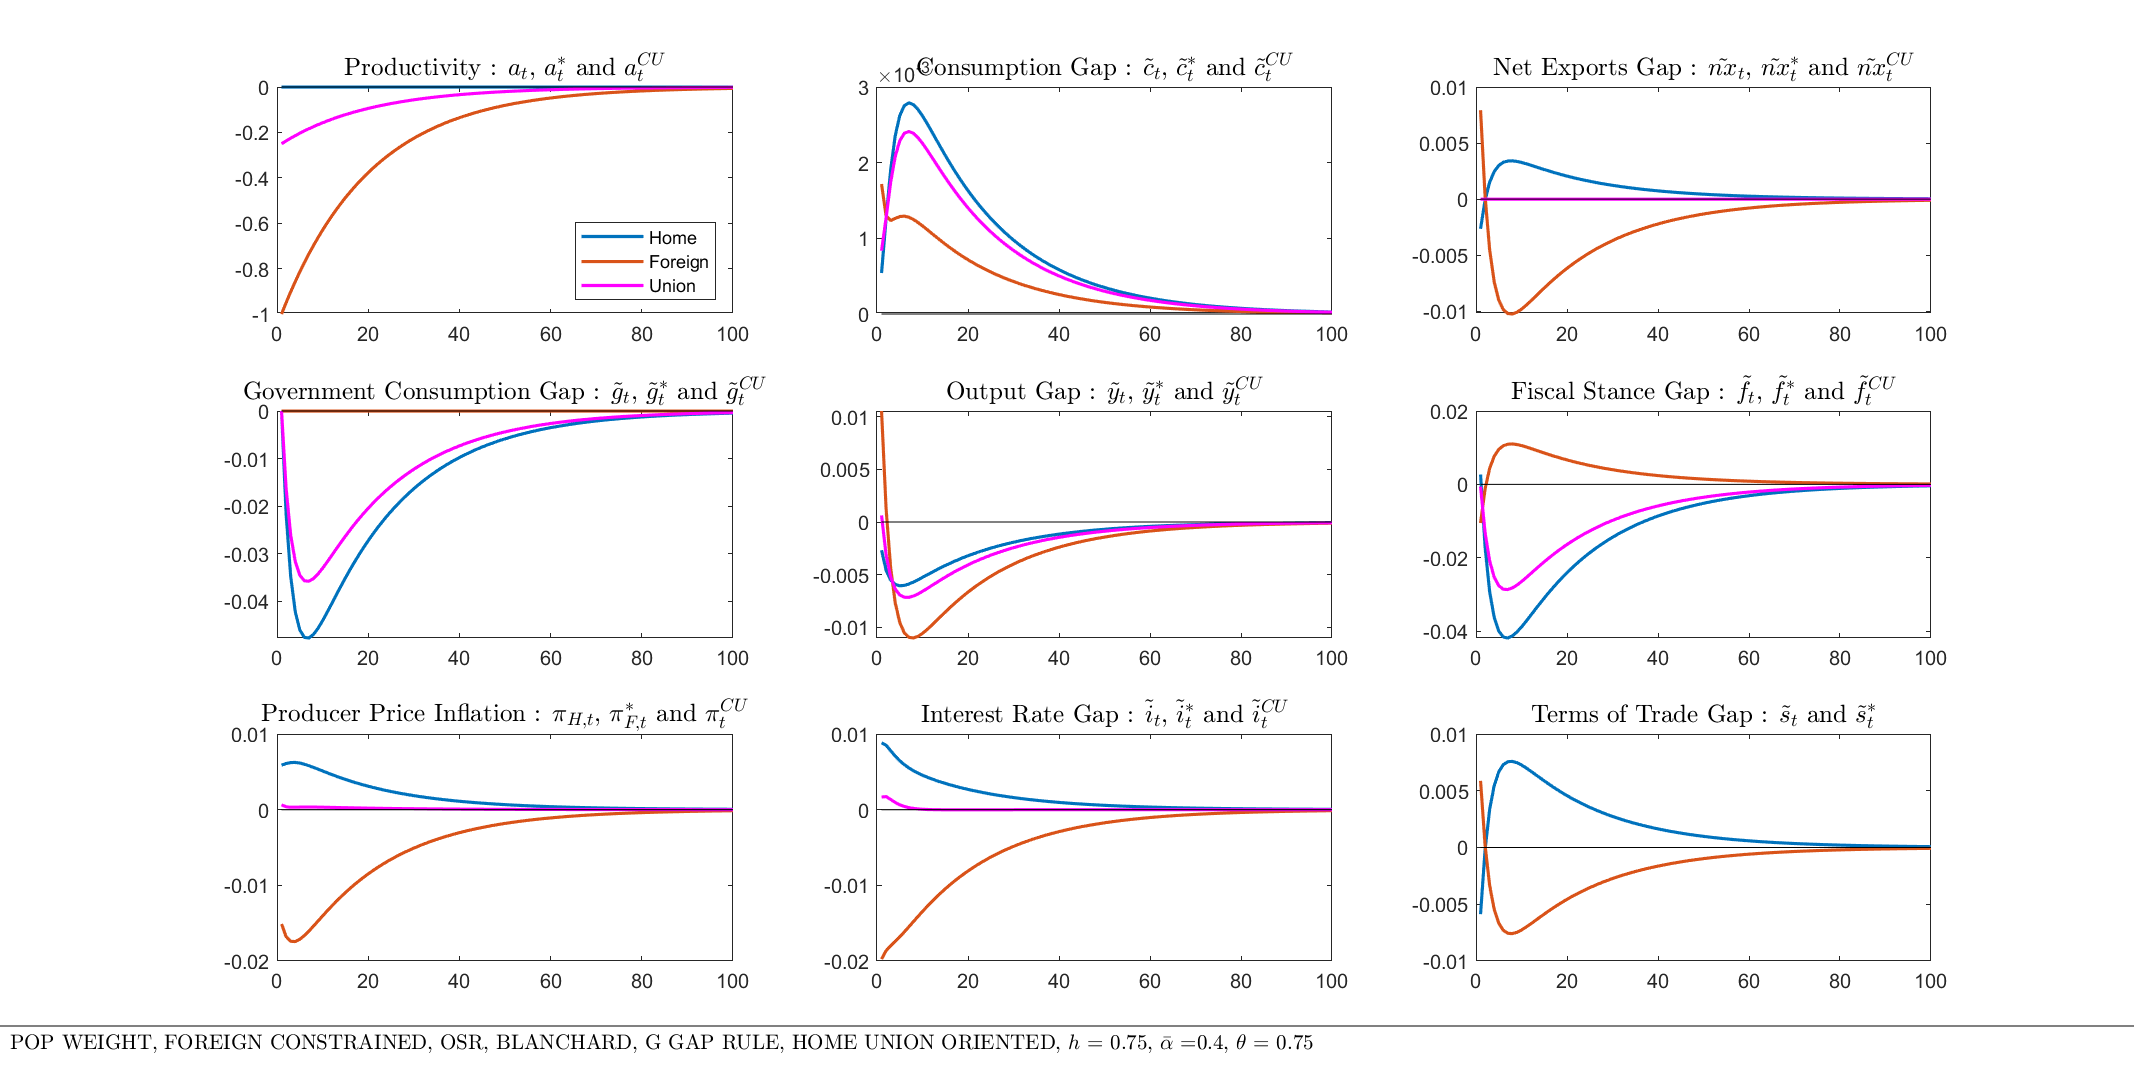 Productivity : a_t, a_t^* and a_t^{CU}
0
-0.2
-0.4
-0.6
-0.8
-1
Home
Foreign
Union
0 20 40 60 80 100
Consumption Gap : c̃_t, c̃_t^* and c̃_t^{CU}
3
2
1
0
0 20 40 60 80 100
Net Exports Gap : ñx_t, ñx_t^* and ñx_t^{CU}
0.01
0.005
0
-0.005
-0.01
0 20 40 60 80 100
Government Consumption Gap : g̃_t, g̃_t^* and g̃_t^{CU}
0
-0.01
-0.02
-0.03
-0.04
0 20 40 60 80 100
Output Gap : ỹ_t, ỹ_t^* and ỹ_t^{CU}
0.01
0.005
0
-0.005
-0.01
0 20 40 60 80 100
Fiscal Stance Gap : f̃_t, f̃_t^* and f̃_t^{CU}
0.02
0
-0.02
-0.04
0 20 40 60 80 100
Producer Price Inflation : π_{H,t}, π_{F,t}^* and π_t^{CU}
0.01
0
-0.01
-0.02
0 20 40 60 80 100
Interest Rate Gap : ĩ_t, ĩ_t^* and ĩ_t^{CU}
0.01
0
-0.01
-0.02
0 20 40 60 80 100
Terms of Trade Gap : s̃_t and s̃_t^*
0.01
0.005
0
-0.005
-0.01
0 20 40 60 80 100
POP WEIGHT, FOREIGN CONSTRAINED, OSR, BLANCHARD, G GAP RULE, HOME UNION ORIENTED, h = 0.75, ᾱ =0.4, θ = 0.75